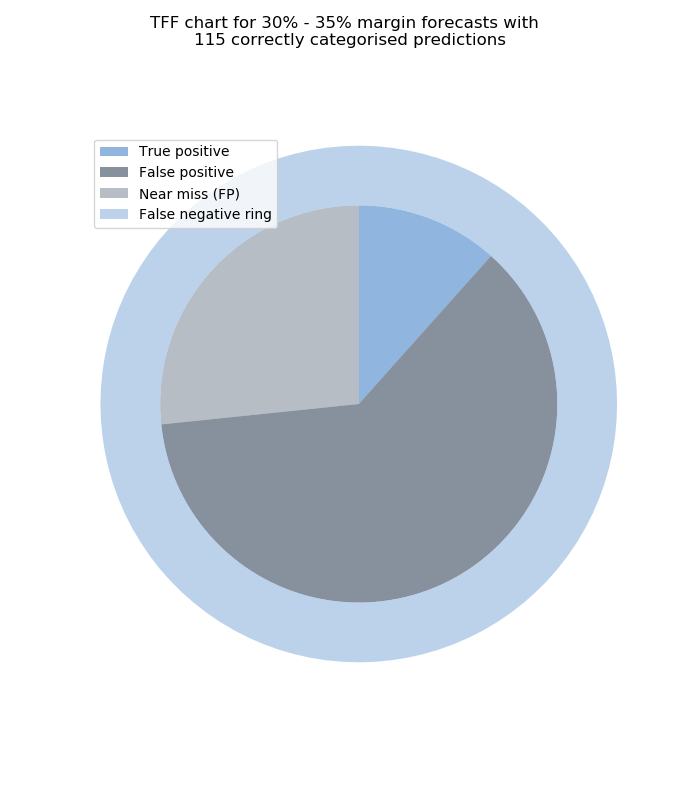 TFF chart for 30% - 35% margin forecasts with
115 correctly categorised predictions
True positive
False positive
Near miss (FP)
False negative ring